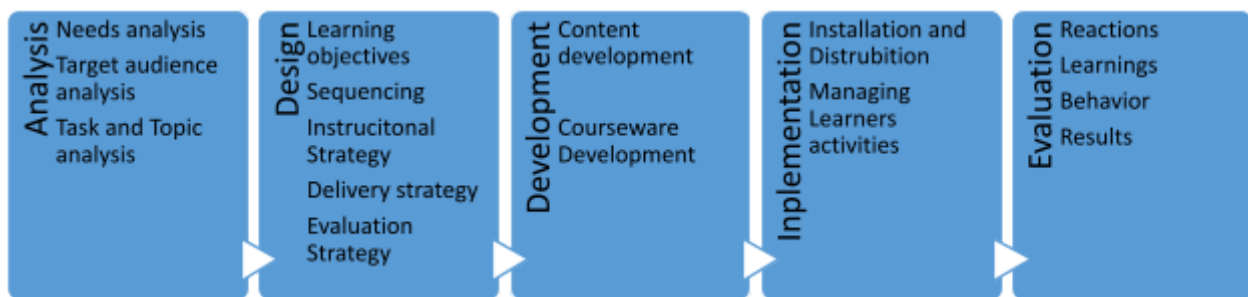 Analysis
Needs analysis
Target audience
analysis
Task and Topic
analysis
Design
Learning
objectives
Sequencing
Instrucitonal
Strategy
Delivery strategy
Evaluation
Strategy
Development
Content
development
Courseware
Development
Inplementation
Installation and
Distrubition
Managing
Learners
activities
Evaluation
Reactions
Learnings
Behavior
Results